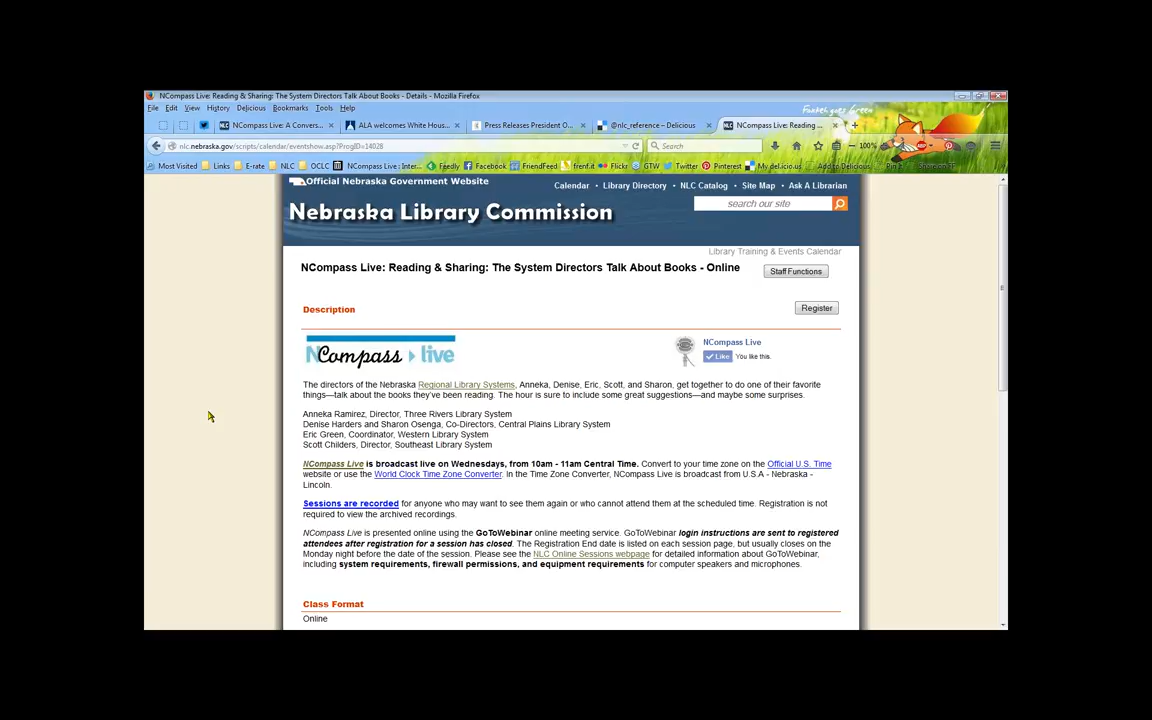 NCompass Live: Reading & Sharing: The System Directors Talk About Books - Details - Mozilla Firefox
File Edit View History Delicious Bookmarks Tools Help
NCompass Live: A Convers...
ALA welcomes White Hous...
Press Releases President O...
@nlc_reference – Delicious
NCompass Live: Reading ...
nlc.nebraska.gov/scripts/calendar/eventshow.asp?ProgID=14028
Search
100%
Most Visited Links E-rate NLC OCLC NCompass Live: Inter... Feedly Facebook FriendFeed frenf.it Flickr GTW Twitter Pinterest My del.icio.us Add to Delicious
Official Nebraska Government Website
Calendar • Library Directory • NLC Catalog • Site Map • Ask A Librarian
Nebraska Library Commission
search our site
Library Training & Events Calendar
NCompass Live: Reading & Sharing: The System Directors Talk About Books - Online
Staff Functions
Description
Register
NCompass live
NCompass Live
Like You like this.
The directors of the Nebraska Regional Library Systems, Anneka, Denise, Eric, Scott, and Sharon, get together to do one of their favorite
things—talk about the books they've been reading. The hour is sure to include some great suggestions—and maybe some surprises.
Anneka Ramirez, Director, Three Rivers Library System
Denise Harders and Sharon Osenga, Co-Directors, Central Plains Library System
Eric Green, Coordinator, Western Library System
Scott Childers, Director, Southeast Library System
NCompass Live is broadcast live on Wednesdays, from 10am - 11am Central Time. Convert to your time zone on the Official U.S. Time
website or use the World Clock Time Zone Converter. In the Time Zone Converter, NCompass Live is broadcast from U.S.A - Nebraska -
Lincoln.
Sessions are recorded for anyone who may want to see them again or who cannot attend them at the scheduled time. Registration is not
required to view the archived recordings.
NCompass Live is presented online using the GoToWebinar online meeting service. GoToWebinar login instructions are sent to registered
attendees after registration for a session has closed. The Registration End date is listed on each session page, but usually closes on the
Monday night before the date of the session. Please see the NLC Online Sessions webpage for detailed information about GoToWebinar,
including system requirements, firewall permissions, and equipment requirements for computer speakers and microphones.
Class Format
Online